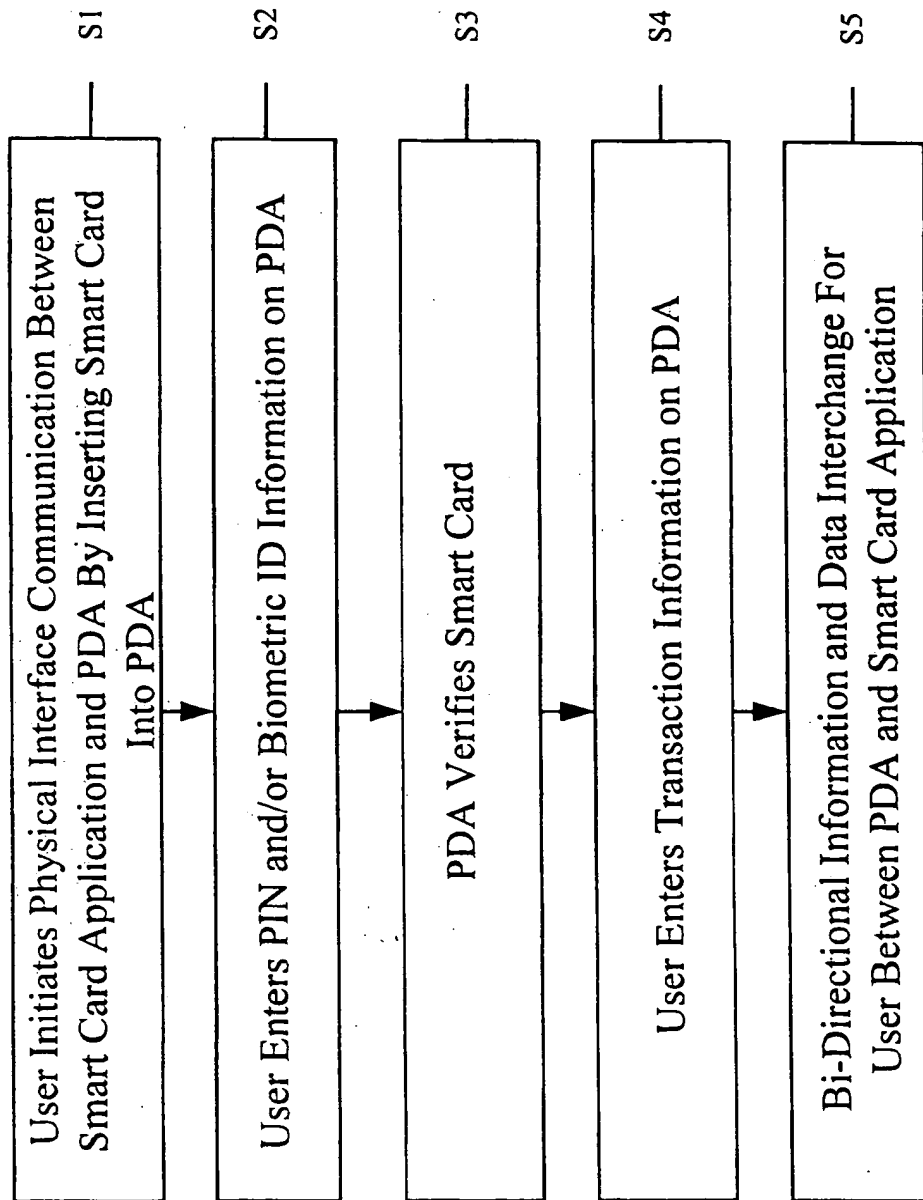 User Initiates Physical Interface Communication Between
Smart Card Application and PDA By Inserting Smart Card
Into PDA
S1
User Enters PIN and/or Biometric ID Information on PDA
S2
PDA Verifies Smart Card
S3
User Enters Transaction Information on PDA
S4
Bi-Directional Information and Data Interchange For
User Between PDA and Smart Card Application
S5